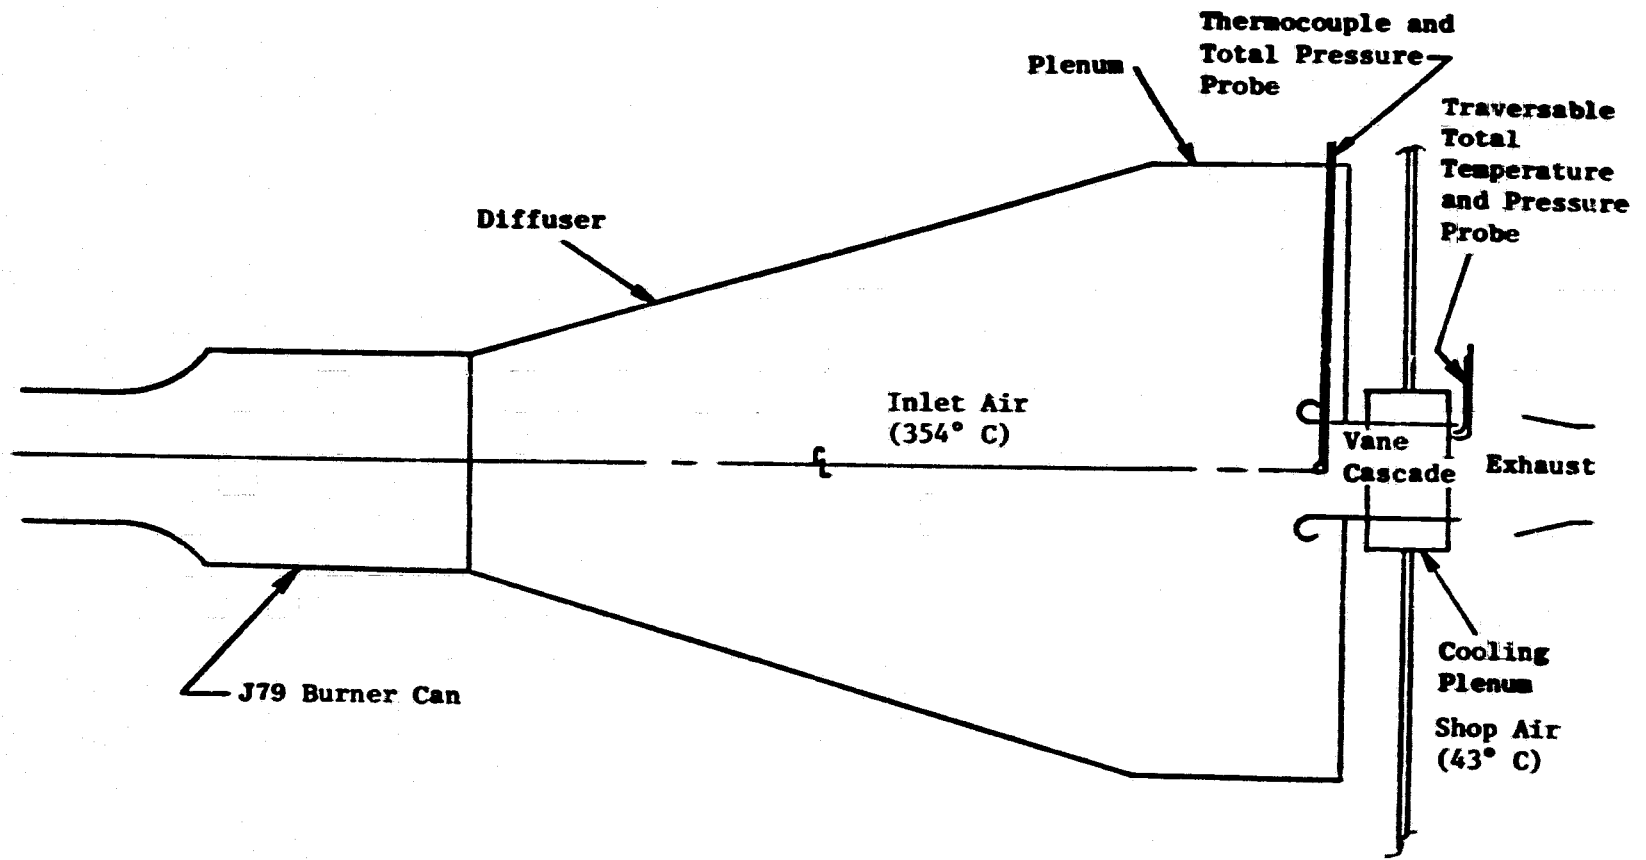 Thermocouple and
Total Pressure
Probe
Plenum
Traversable
Total
Temperature
and Pressure
Probe
Diffuser
Inlet Air
(354° C)
Vane
Cascade
Exhaust
J79 Burner Can
Cooling
Plenum
Shop Air
(43° C)